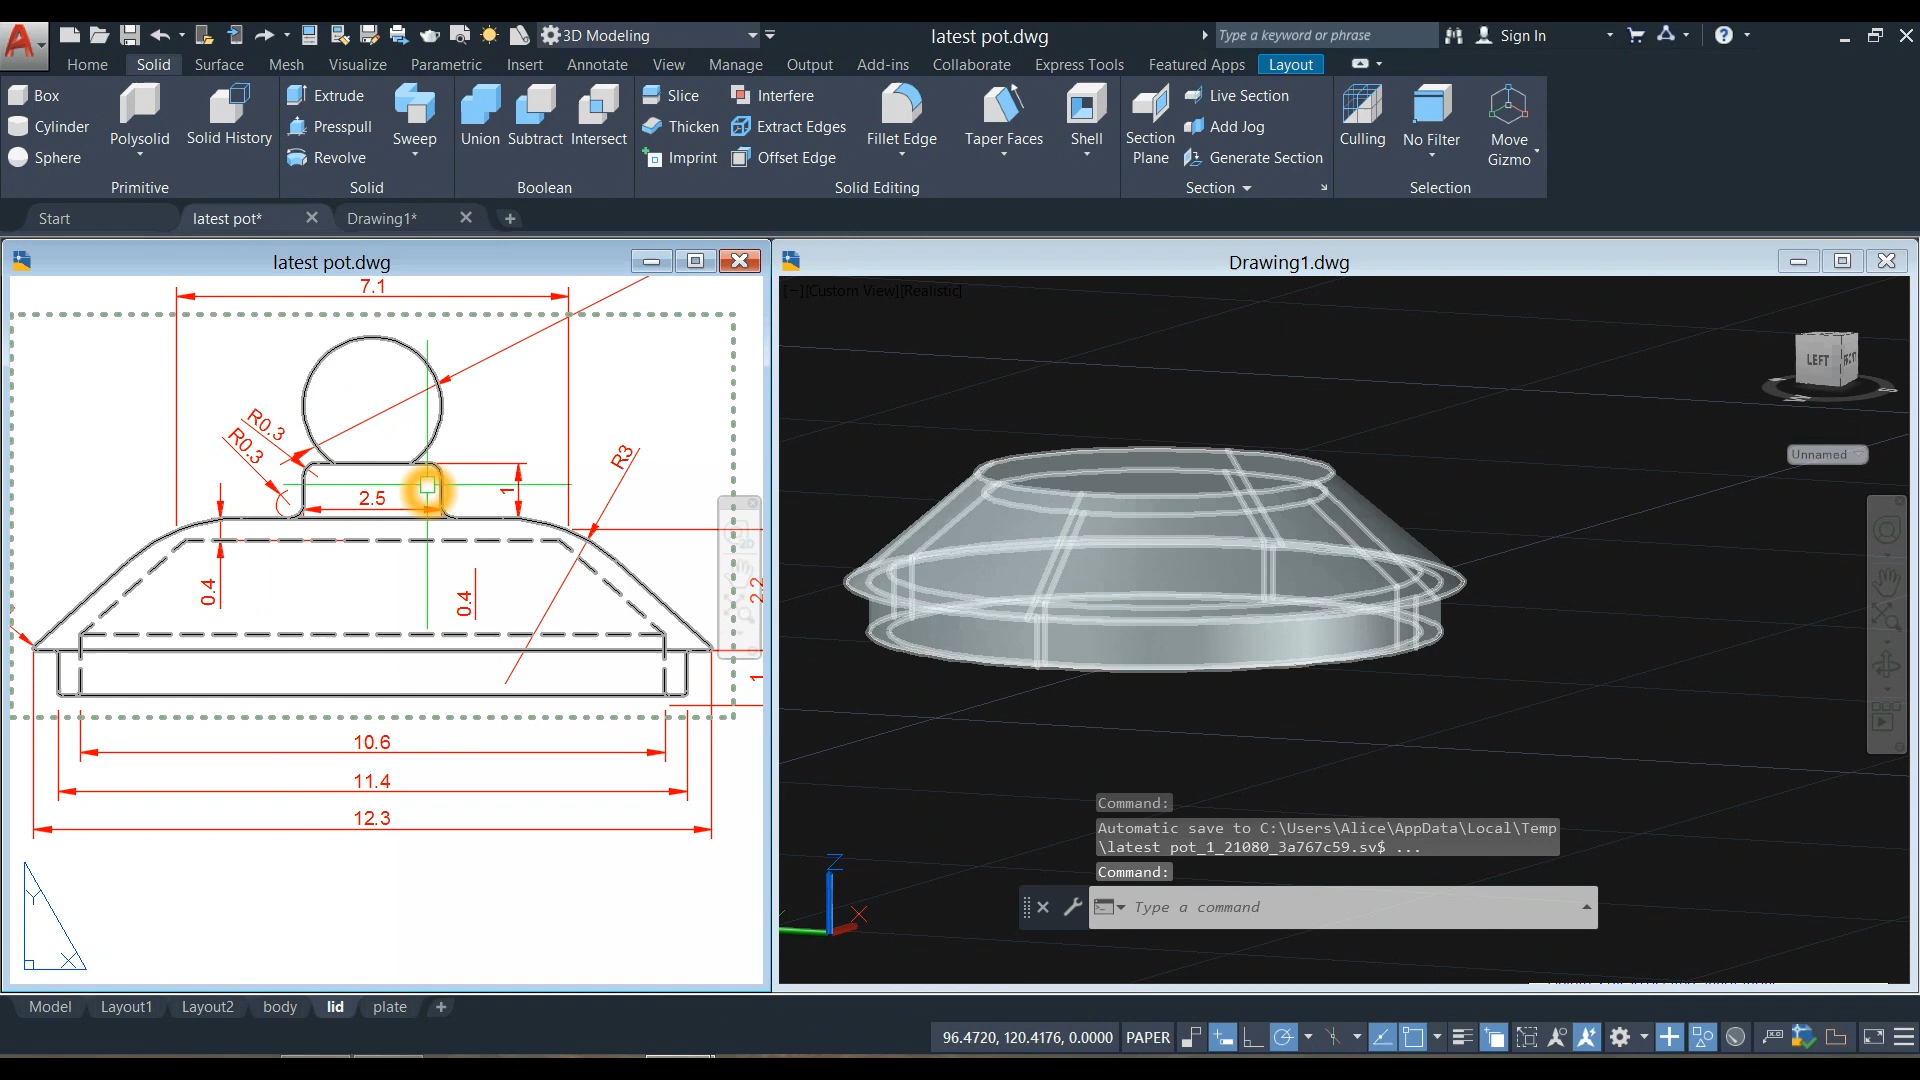 3D Modeling
latest pot.dwg
Type a keyword or phrase
Sign In
Home
Solid
Surface
Mesh
Visualize
Parametric
Insert
Annotate
View
Manage
Output
Add-ins
Collaborate
Express Tools
Featured Apps
Layout
Box
Cylinder
Sphere
Polysolid
Solid History
Primitive
Extrude
Presspull
Revolve
Sweep
Solid
Union
Subtract
Intersect
Boolean
Slice
Thicken
Imprint
Interfere
Extract Edges
Offset Edge
Fillet Edge
Taper Faces
Shell
Solid Editing
Section
Plane
Live Section
Add Jog
Generate Section
Section
Culling
No Filter
Move
Gizmo
Selection
Start
latest pot*
Drawing1*
latest pot.dwg
7.1
R0.3
R0.3
R3
2.5
1
0.4
0.4
2.2
1
10.6
11.4
12.3
Y
X
Drawing1.dwg
[−][Custom View][Realistic]
LEFT
Unnamed
Z
X
Command:
Automatic save to C:\Users\Alice\AppData\Local\Temp
\latest pot_1_21080_3a767c59.sv$ ...
Command:
Type a command
Model
Layout1
Layout2
body
lid
plate
96.4720, 120.4176, 0.0000
PAPER